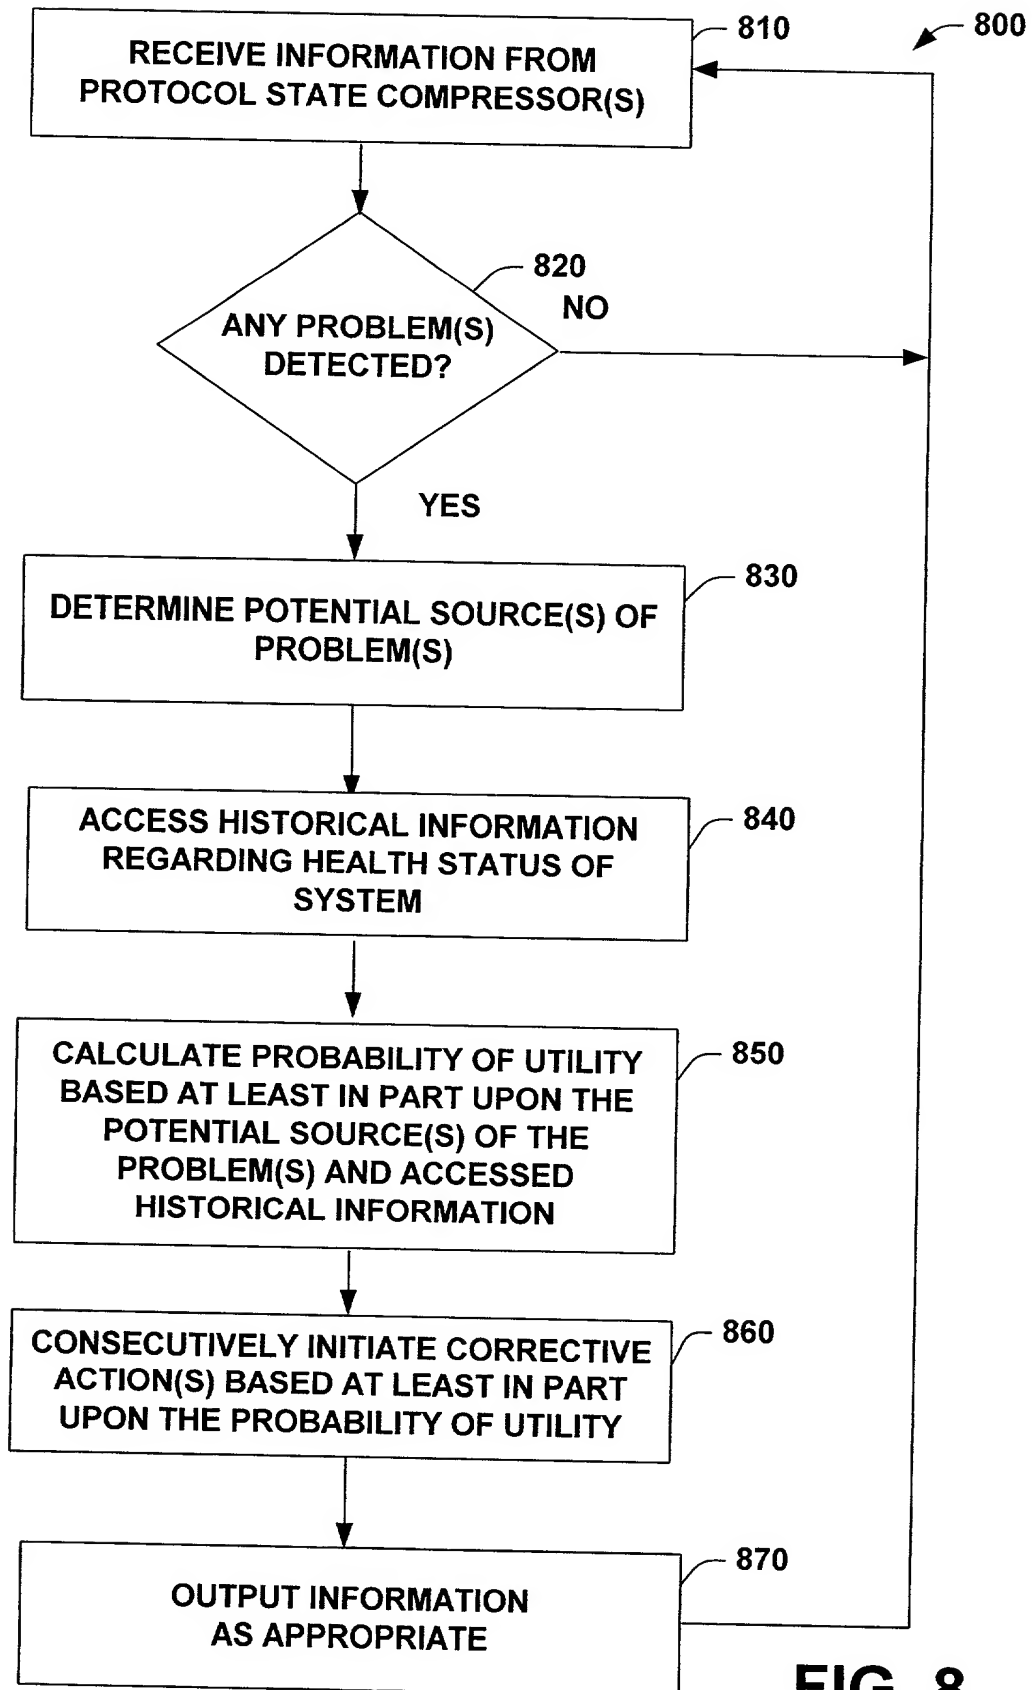 810
800
RECEIVE INFORMATION FROM
PROTOCOL STATE COMPRESSOR(S)
820
NO
ANY PROBLEM(S)
DETECTED?
YES
830
DETERMINE POTENTIAL SOURCE(S) OF
PROBLEM(S)
840
ACCESS HISTORICAL INFORMATION
REGARDING HEALTH STATUS OF
SYSTEM
850
CALCULATE PROBABILITY OF UTILITY
BASED AT LEAST IN PART UPON THE
POTENTIAL SOURCE(S) OF THE
PROBLEM(S) AND ACCESSED
HISTORICAL INFORMATION
860
CONSECUTIVELY INITIATE CORRECTIVE
ACTION(S) BASED AT LEAST IN PART
UPON THE PROBABILITY OF UTILITY
870
OUTPUT INFORMATION
AS APPROPRIATE
FIG. 8